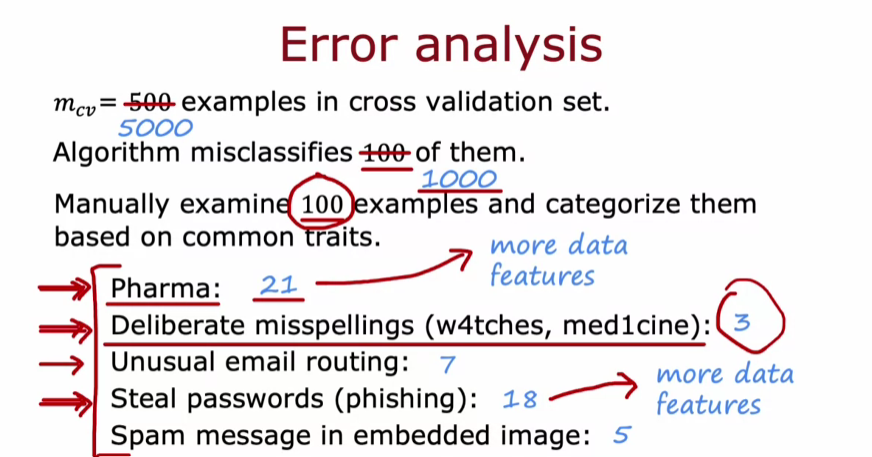 Error analysis
m_cv = 500 examples in cross validation set.
5000
Algorithm misclassifies 100 of them.
1000
Manually examine 100 examples and categorize them
based on common traits.
more data
features
Pharma: 21
Deliberate misspellings (w4tches, med1cine): 3
Unusual email routing: 7
more data
features
Steal passwords (phishing): 18
Spam message in embedded image: 5